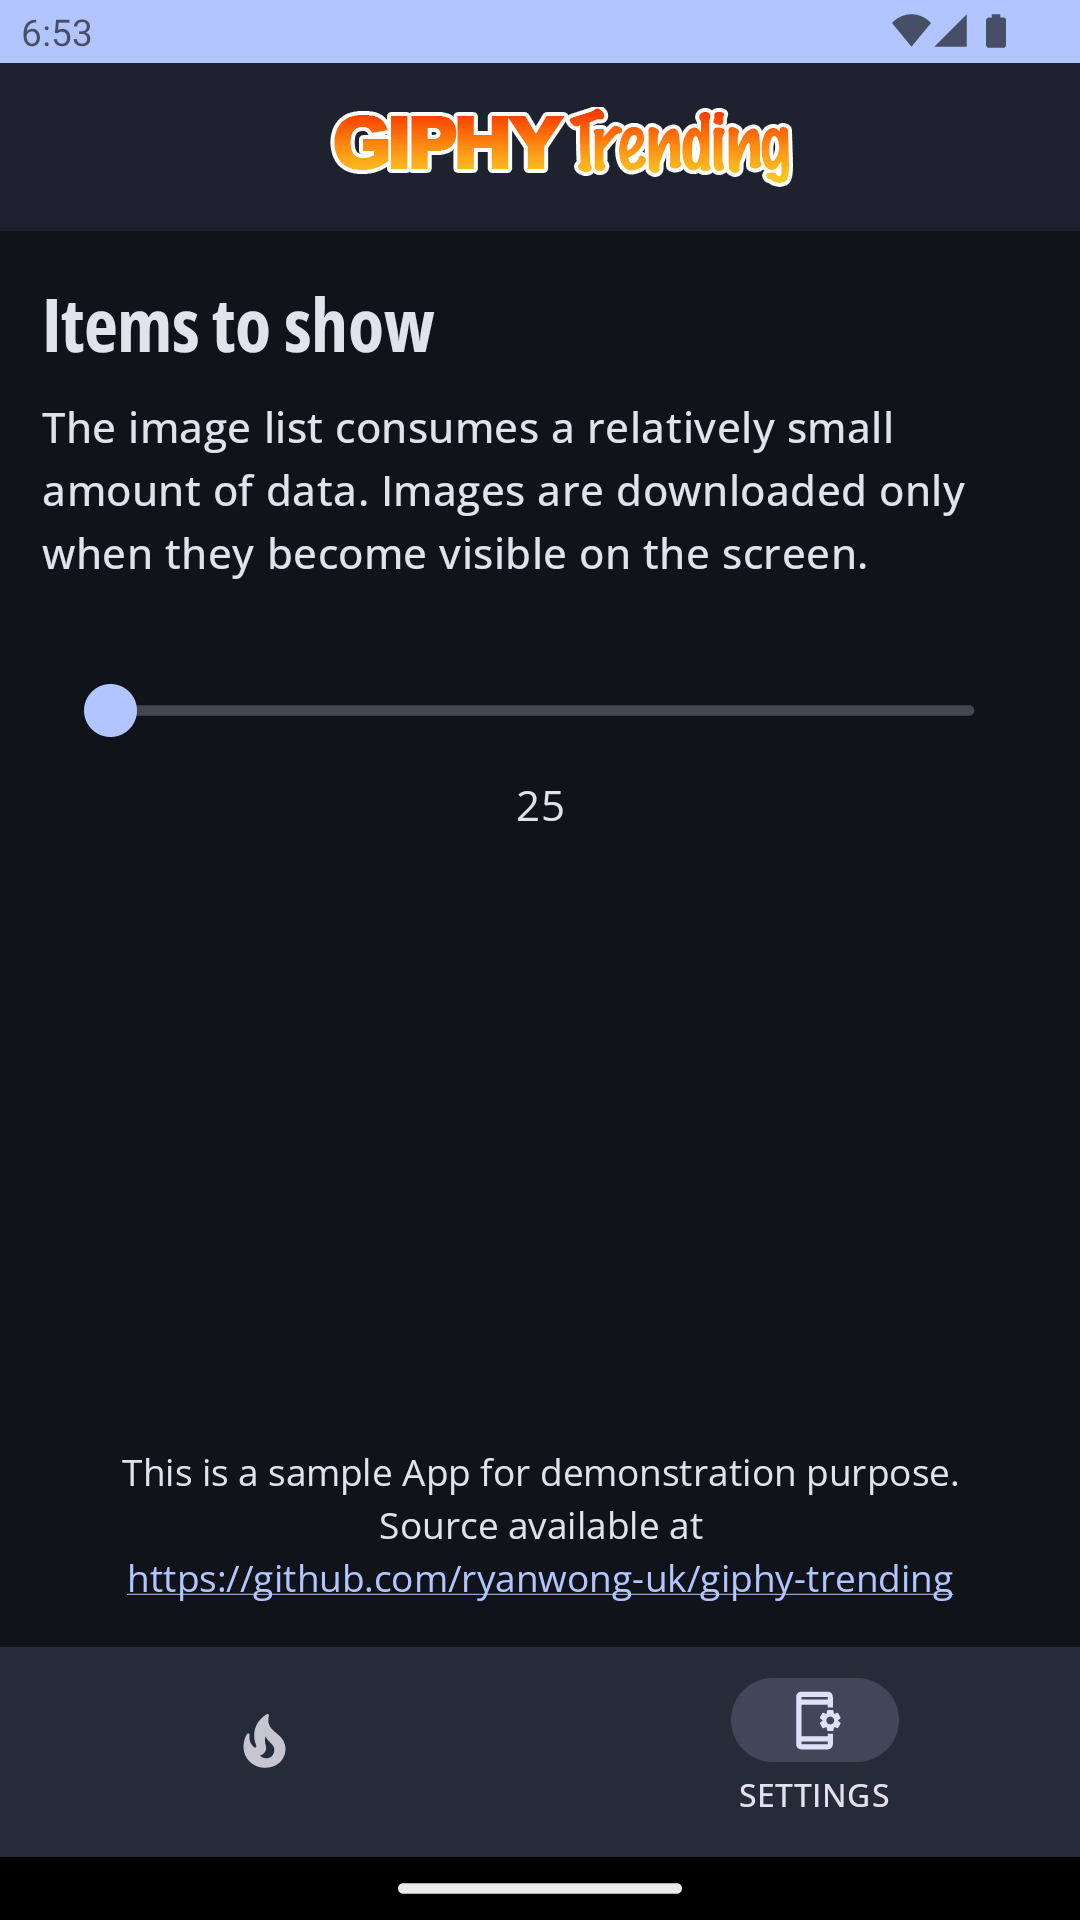 6:53
GIPHY Trending
Items to show
The image list consumes a relatively small
amount of data. Images are downloaded only
when they become visible on the screen.
25
This is a sample App for demonstration purpose.
Source available at
https://github.com/ryanwong-uk/giphy-trending
SETTINGS